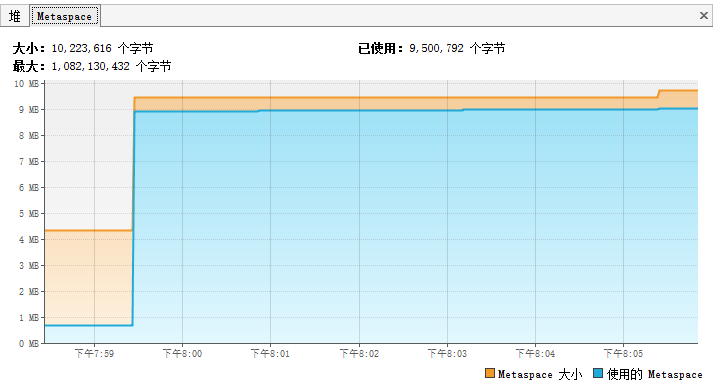 堆 Metaspace
大小: 10,223,616 个字节 已使用: 9,500,792 个字节
最大: 1,082,130,432 个字节
10 MB
9 MB
8 MB
7 MB
6 MB
5 MB
4 MB
3 MB
2 MB
1 MB
0 MB
下午7:59 下午8:00 下午8:01 下午8:02 下午8:03 下午8:04 下午8:05
Metaspace 大小 使用的 Metaspace